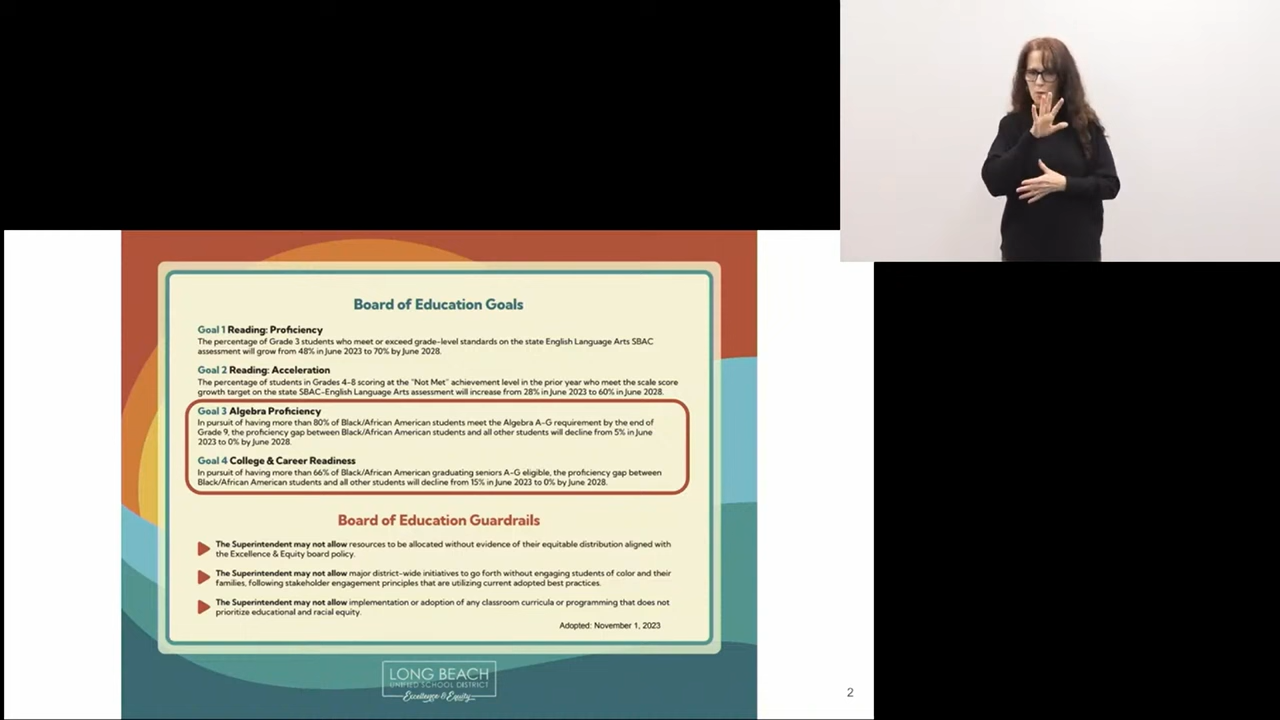 Board of Education Goals
Goal 1 Reading: Proficiency
The percentage of Grade 3 students who meet or exceed grade-level standards on the state English Language Arts SBAC
assessment will grow from 48% in June 2023 to 70% by June 2028.
Goal 2 Reading: Acceleration
The percentage of students in Grades 4-8 scoring at the "Not Met" achievement level in the prior year who meet the scale score
growth target on the state SBAC-English Language Arts assessment will increase from 28% in June 2023 to 60% in June 2028.
Goal 3 Algebra Proficiency
In pursuit of having more than 80% of Black/African American students meet the Algebra A-G requirement by the end of
Grade 9, the proficiency gap between Black/African American students and all other students will decline from 5% in June
2023 to 0% by June 2028.
Goal 4 College & Career Readiness
In pursuit of having more than 66% of Black/African American graduating seniors A-G eligible, the proficiency gap between
Black/African American students and all other students will decline from 15% in June 2023 to 0% by June 2028.
Board of Education Guardrails
The Superintendent may not allow resources to be allocated without evidence of their equitable distribution aligned with
the Excellence & Equity board policy.
The Superintendent may not allow major district-wide initiatives to go forth without engaging students of color and their
families, following stakeholder engagement principles that are utilizing current adopted best practices.
The Superintendent may not allow implementation or adoption of any classroom curricula or programming that does not
prioritize educational and racial equity.
Adopted: November 1, 2023
LONG BEACH
UNIFIED SCHOOL DISTRICT
Excellence & Equity
2